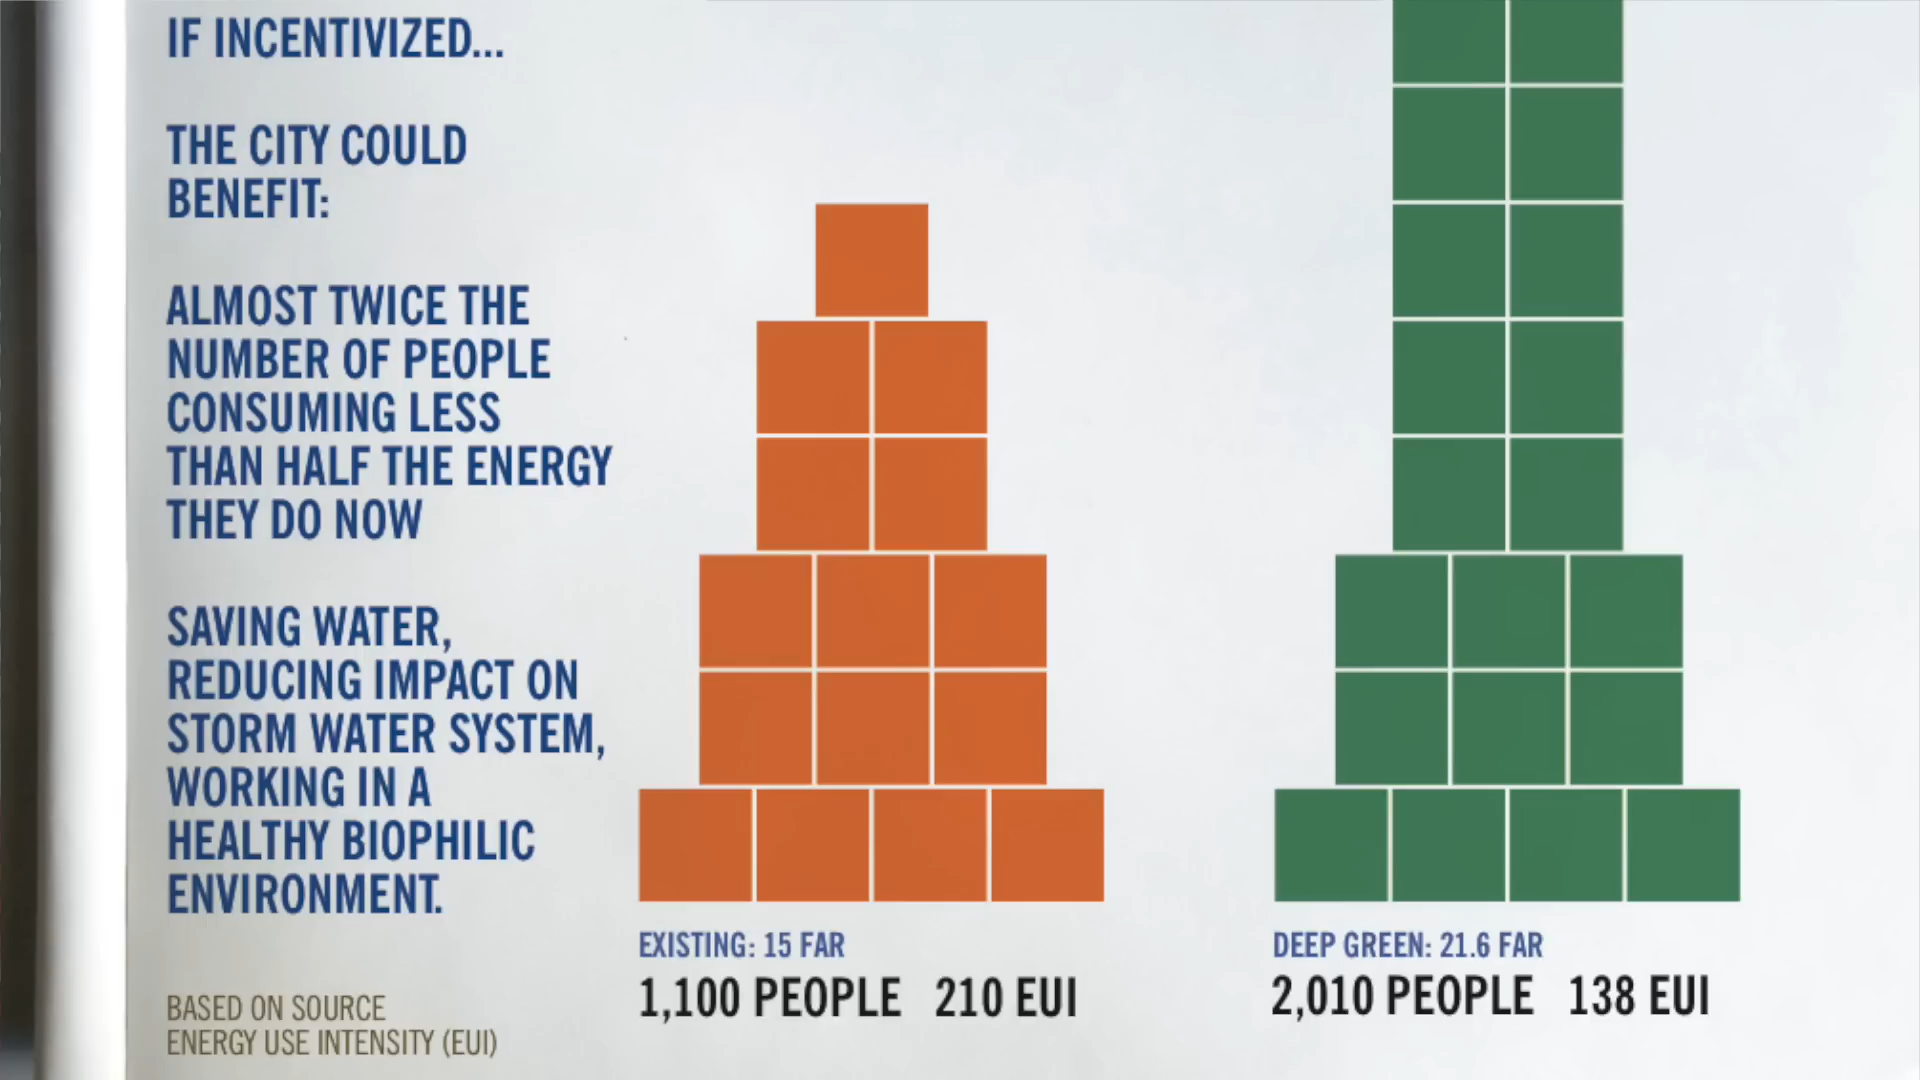 IF INCENTIVIZED...
THE CITY COULD
BENEFIT:
ALMOST TWICE THE
NUMBER OF PEOPLE
CONSUMING LESS
THAN HALF THE ENERGY
THEY DO NOW
SAVING WATER,
REDUCING IMPACT ON
STORM WATER SYSTEM,
WORKING IN A
HEALTHY BIOPHILIC
ENVIRONMENT.
BASED ON SOURCE
ENERGY USE INTENSITY (EUI)
EXISTING: 15 FAR
1,100 PEOPLE 210 EUI
DEEP GREEN: 21.6 FAR
2,010 PEOPLE 138 EUI